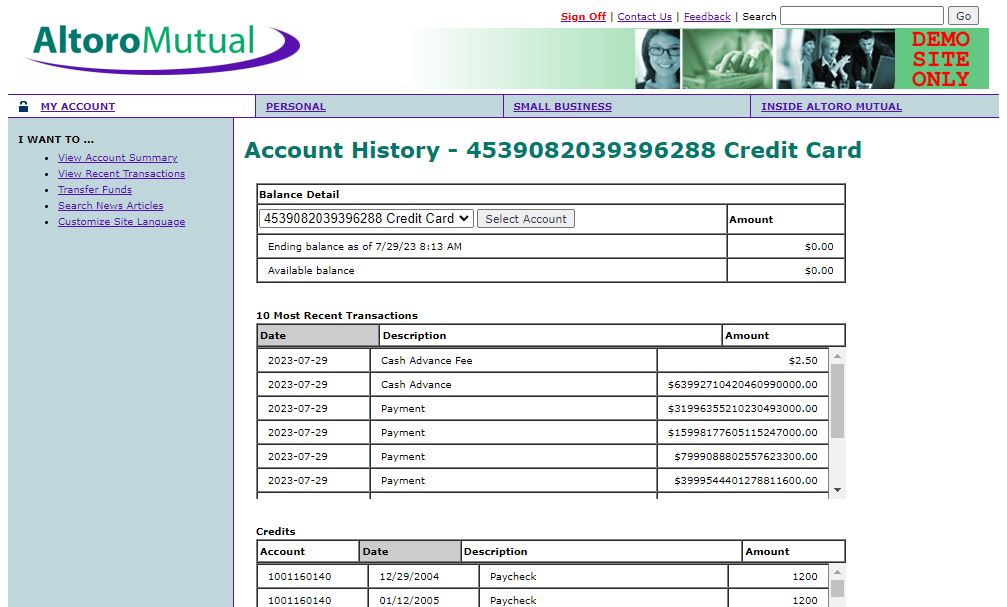 Sign Off | Contact Us | Feedback | Search Go
AltoroMutual
DEMO
SITE
ONLY
MY ACCOUNT PERSONAL SMALL BUSINESS INSIDE ALTORO MUTUAL
I WANT TO ...
View Account Summary
View Recent Transactions
Transfer Funds
Search News Articles
Customize Site Language
Account History - 4539082039396288 Credit Card
Balance Detail
4539082039396288 Credit Card Select Account Amount
Ending balance as of 7/29/23 8:13 AM $0.00
Available balance $0.00
10 Most Recent Transactions
Date Description Amount
2023-07-29 Cash Advance Fee $2.50
2023-07-29 Cash Advance $63992710420460990000.00
2023-07-29 Payment $31996355210230493000.00
2023-07-29 Payment $15998177605115247000.00
2023-07-29 Payment $7999088802557623300.00
2023-07-29 Payment $3999544401278811600.00
Credits
Account Date Description Amount
1001160140 12/29/2004 Paycheck 1200
1001160140 01/12/2005 Paycheck 1200